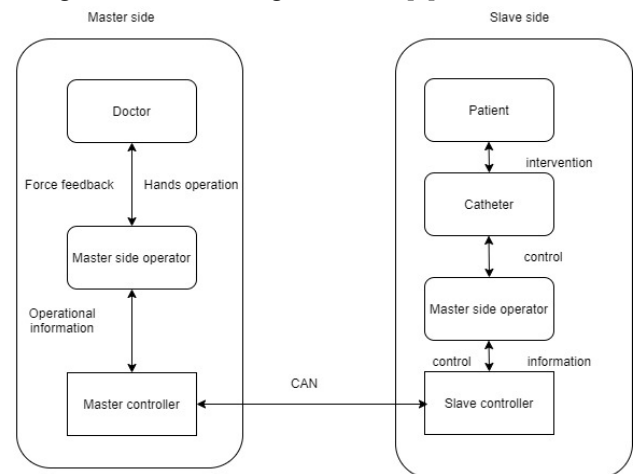 Master side
Doctor
Force feedback
Hands operation
Master side operator
Operational
information
Master controller
CAN
Slave side
Patient
intervention
Catheter
control
Master side operator
control
information
Slave controller